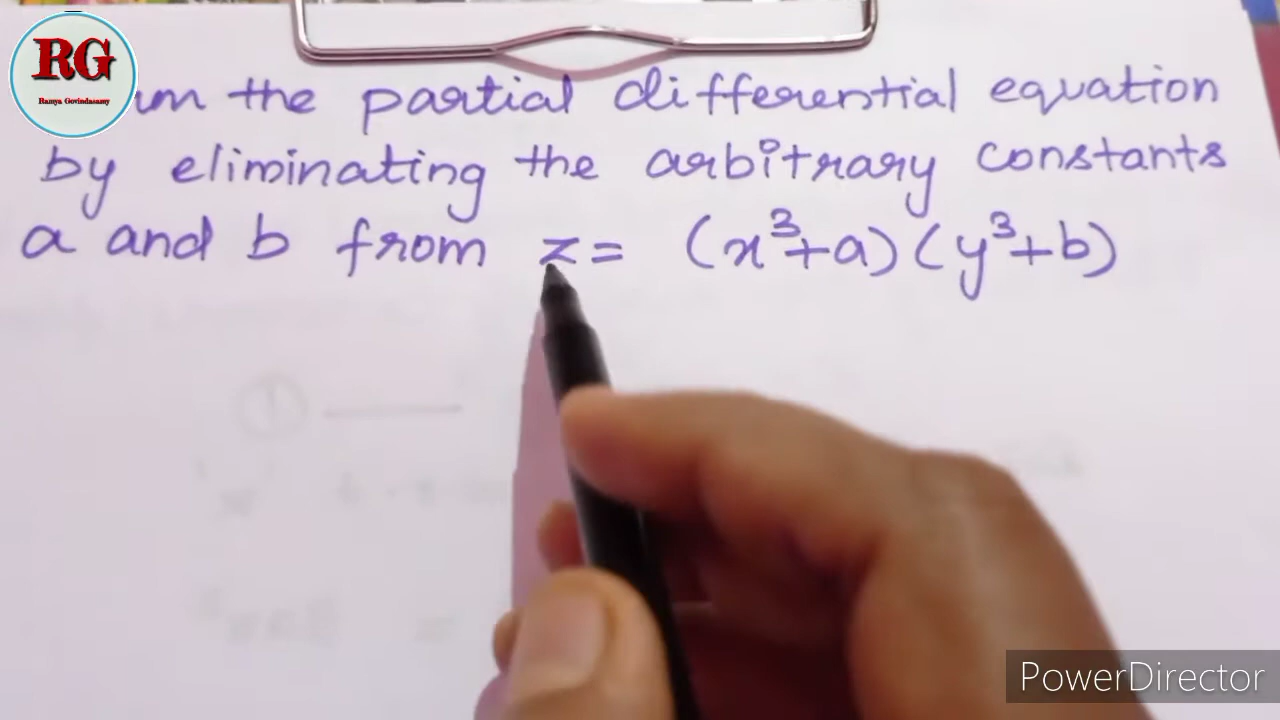 RG
Ramya Govindasamy
the partial differential equation
by eliminating the arbitrary constants
a and b from z = (x³+a)(y³+b)
PowerDirector